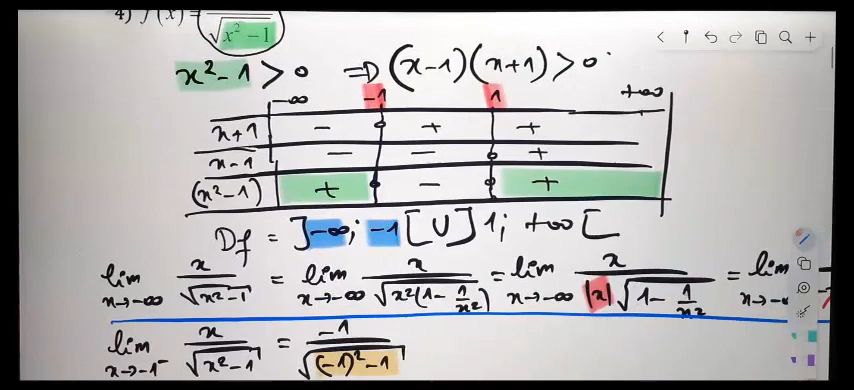 4) f(x) = √(x² - 1)
x² - 1 > 0 ⇒ (x-1)(x+1) > 0
-∞ -1 1 +∞
x+1 - + +
x-1 - - +
(x²-1) + - +
Df = ]-∞; -1[ U ]1; +∞[
lim x→-∞ x/√(x²-1) = lim x→-∞ x/√(x²(1 - 1/x²)) = lim x→-∞ x/(|x|√(1 - 1/x²)) = lim x→-∞
lim x→-1⁻ x/√(x²-1) = -1/√((-1)²-1)